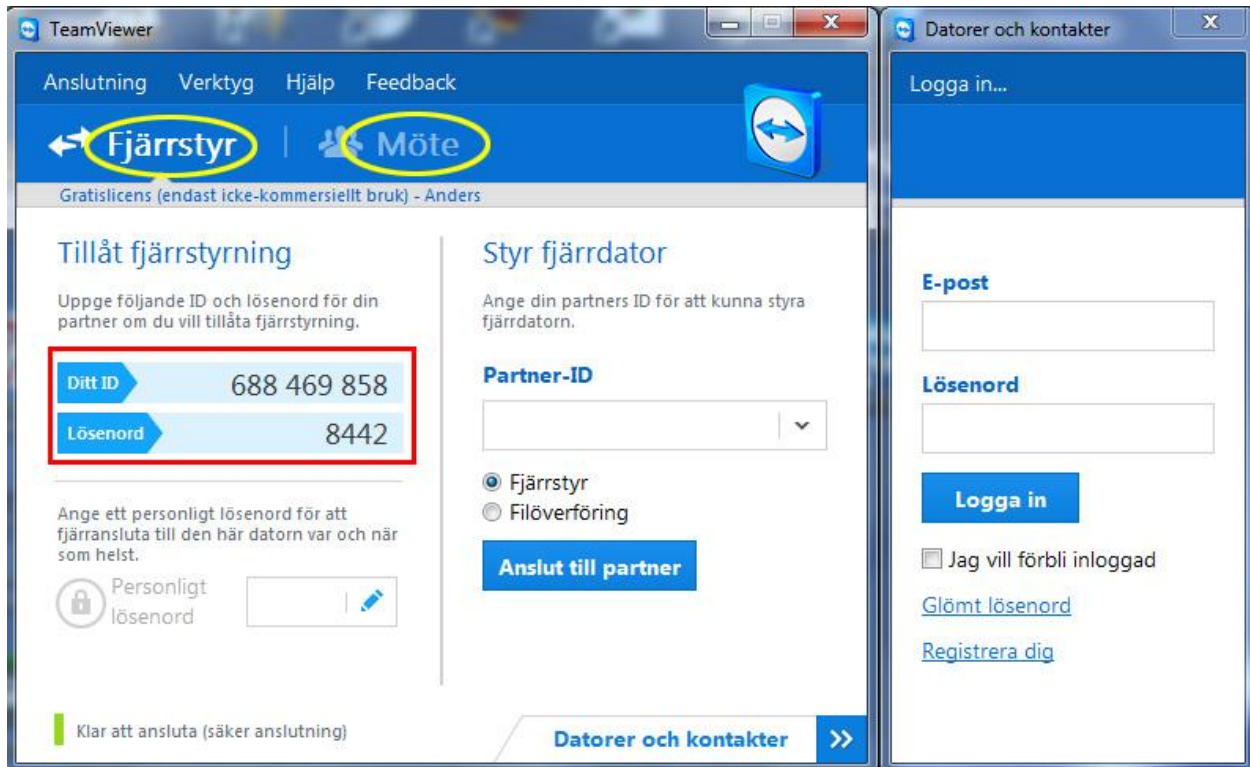 TeamViewer
Anslutning Verktyg Hjälp Feedback
Fjärrstyr Möte
Gratislicens (endast icke-kommersiellt bruk) - Anders
Tillåt fjärrstyrning
Uppge följande ID och lösenord för din
partner om du vill tillåta fjärrstyrning.
Ditt ID 688 469 858
Lösenord 8442
Ange ett personligt lösenord för att
fjärransluta till den här datorn var och när
som helst.
Personligt
lösenord
Styr fjärrdator
Ange din partners ID för att kunna styra
fjärrdatorn.
Partner-ID
Fjärrstyr
Filöverföring
Anslut till partner
Klar att ansluta (säker anslutning)
Datorer och kontakter
Datorer och kontakter
Logga in...
E-post
Lösenord
Logga in
Jag vill förbli inloggad
Glömt lösenord
Registrera dig